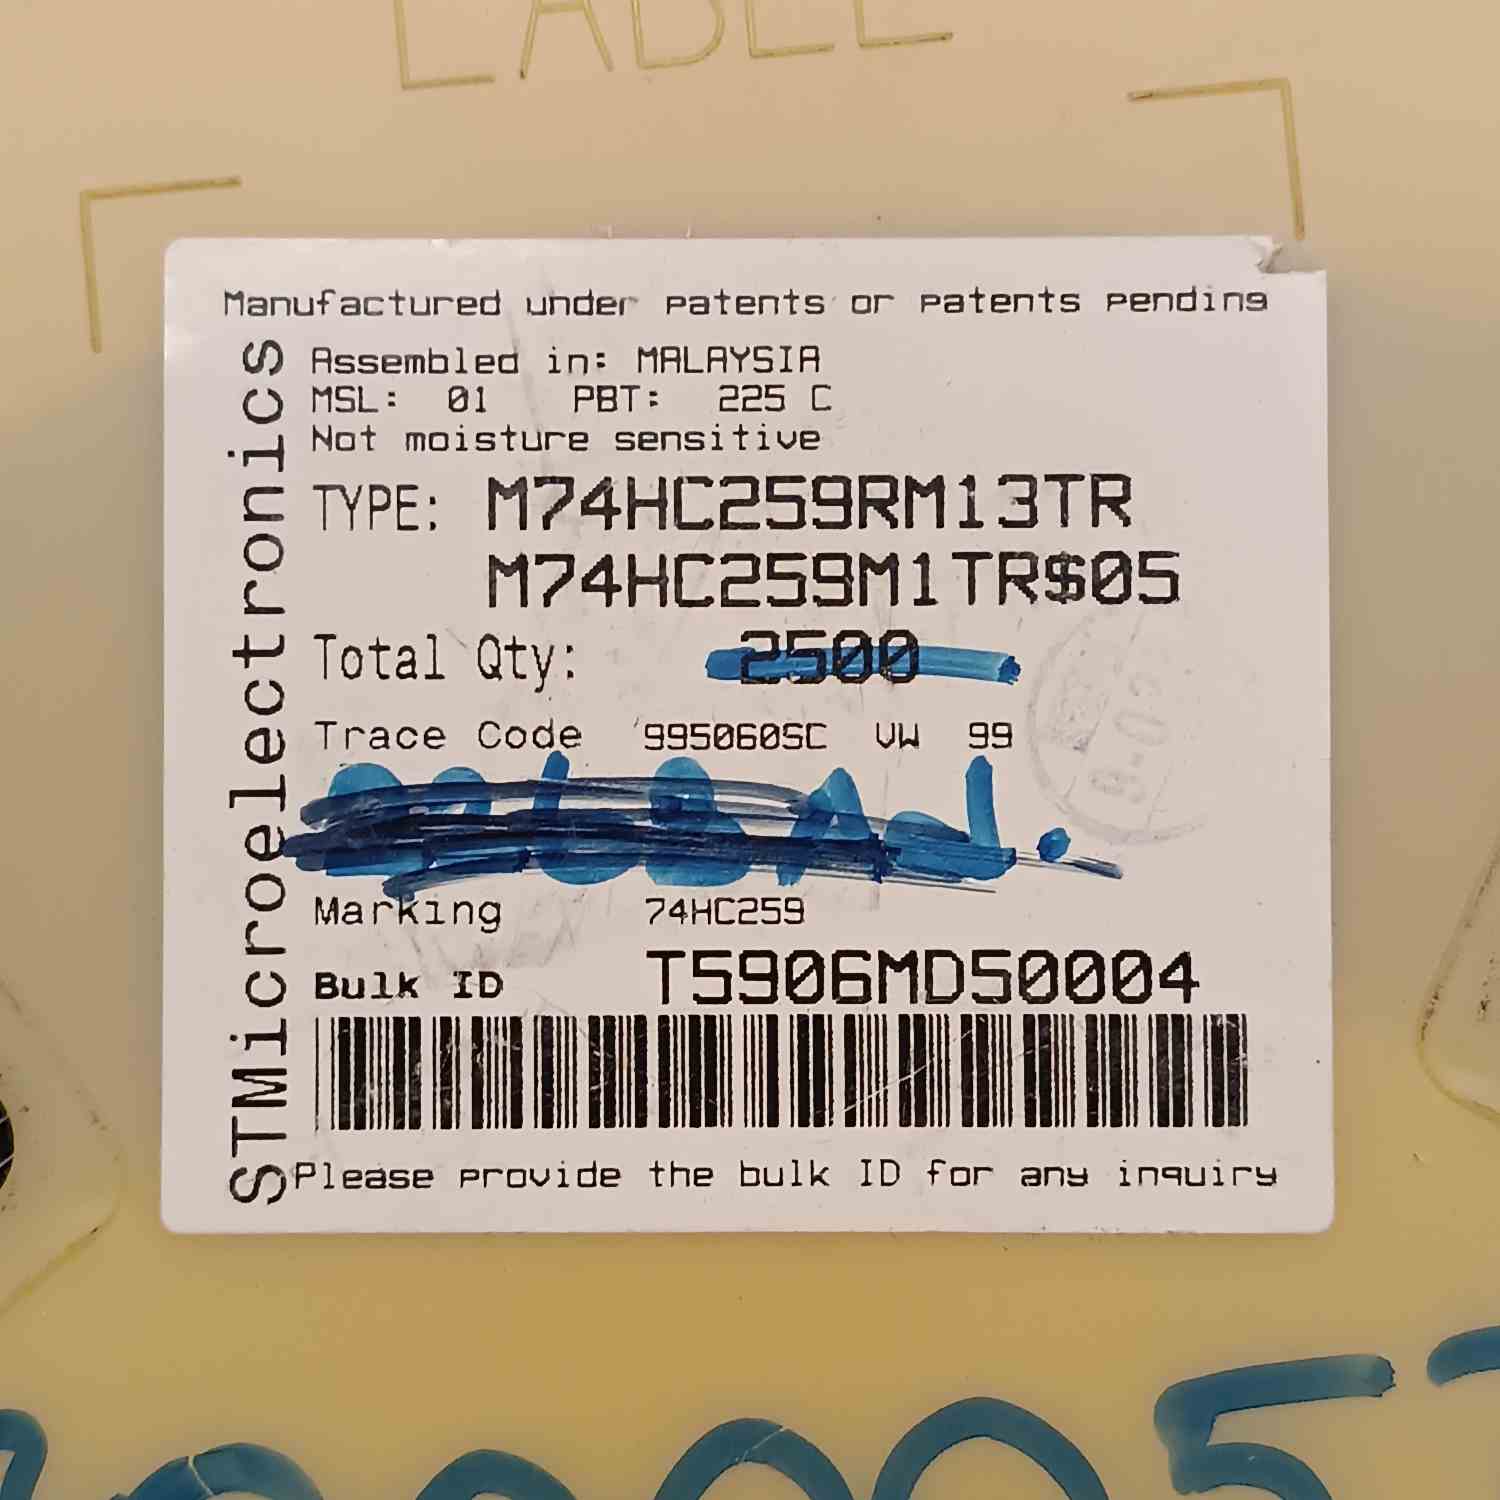 LABEL
Manufactured under patents or patents pending
STMicroelectronics
Assembled in: MALAYSIA
MSL: 01 PBT: 225 C
Not moisture sensitive
TYPE: M74HC259RM13TR
M74HC259M1TR$05
Total Qty: 2500
Trace Code 995060SC VW 99
Marking 74HC259
Bulk ID T5906MD50004
Please provide the bulk ID for any inquiry